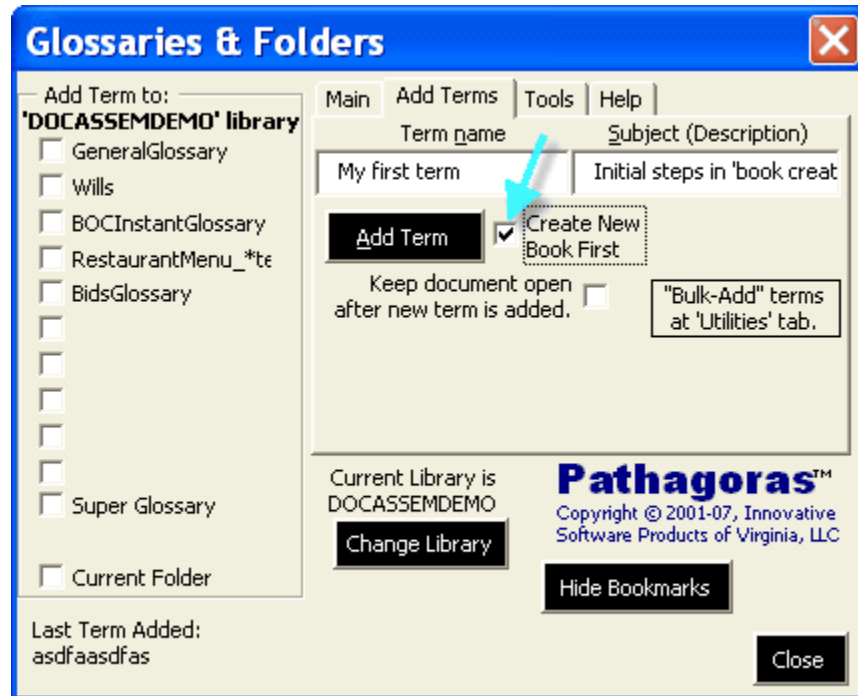 Glossaries & Folders
Add Term to:
'DOCASSEMDEMO' library
GeneralGlossary
Wills
BOCInstantGlossary
RestaurantMenu_*te
BidsGlossary
Super Glossary
Current Folder
Last Term Added:
asdfaasdfas
Main Add Terms Tools Help
Term name Subject (Description)
My first term Initial steps in 'book creat
Add Term
Create New
Book First
Keep document open
after new term is added.
"Bulk-Add" terms
at 'Utilities' tab.
Current Library is
DOCASSEMDEMO
Change Library
Pathagoras™
Copyright © 2001-07, Innovative
Software Products of Virginia, LLC
Hide Bookmarks
Close